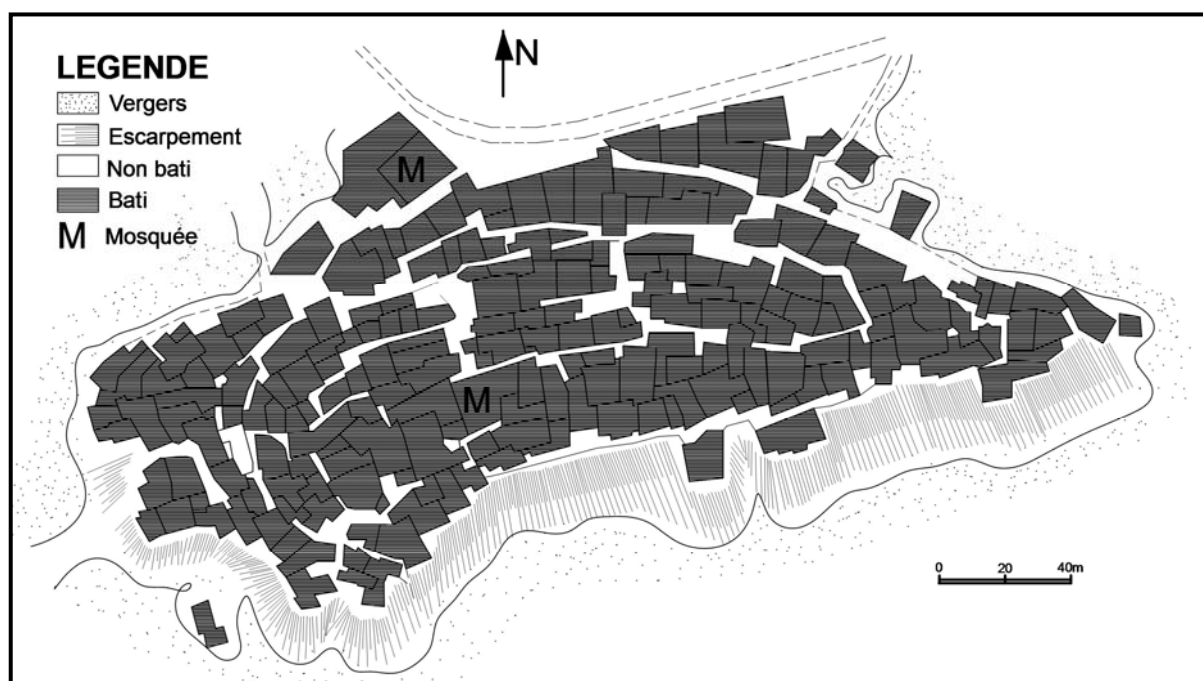 N
LEGENDE
Vergers
Escarpement
Non bati
Bati
M Mosquée
M
M
0 20 40m